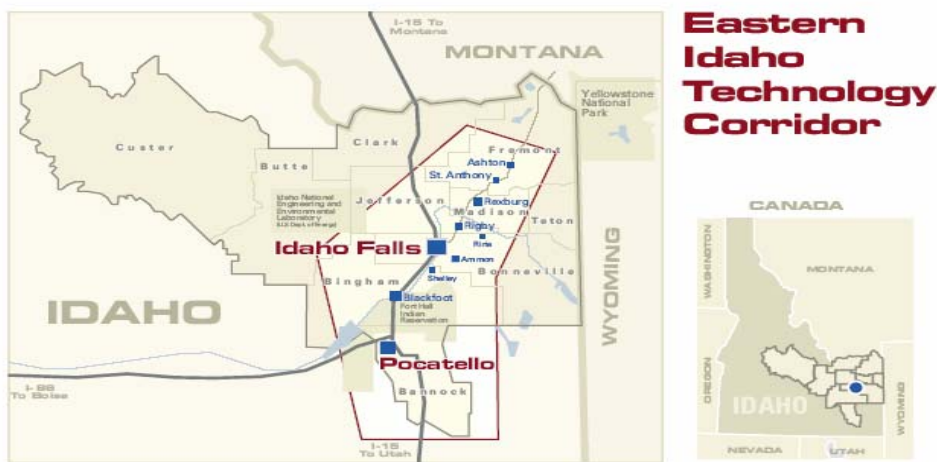 Eastern
Idaho
Technology
Corridor
I-15 To
Montana
MONTANA
Yellowstone
National
Park
Custer
Butte
Clark
Fremont
Ashton
St. Anthony
Idaho National
Engineering and
Environmental
Laboratory
(U.S Dept. of Energy)
Jefferson
Rexburg
Madison
Teton
Rigby
Ririe
Idaho Falls
Ammon
Shelley
Bonneville
Bingham
WYOMING
IDAHO
Blackfoot
Fort Hall
Indian
Reservation
Pocatello
Bannock
I-86
To Boise
I-15
To Utah
CANADA
WASHINGTON
MONTANA
OREGON
IDAHO
WYOMING
NEVADA
UTAH